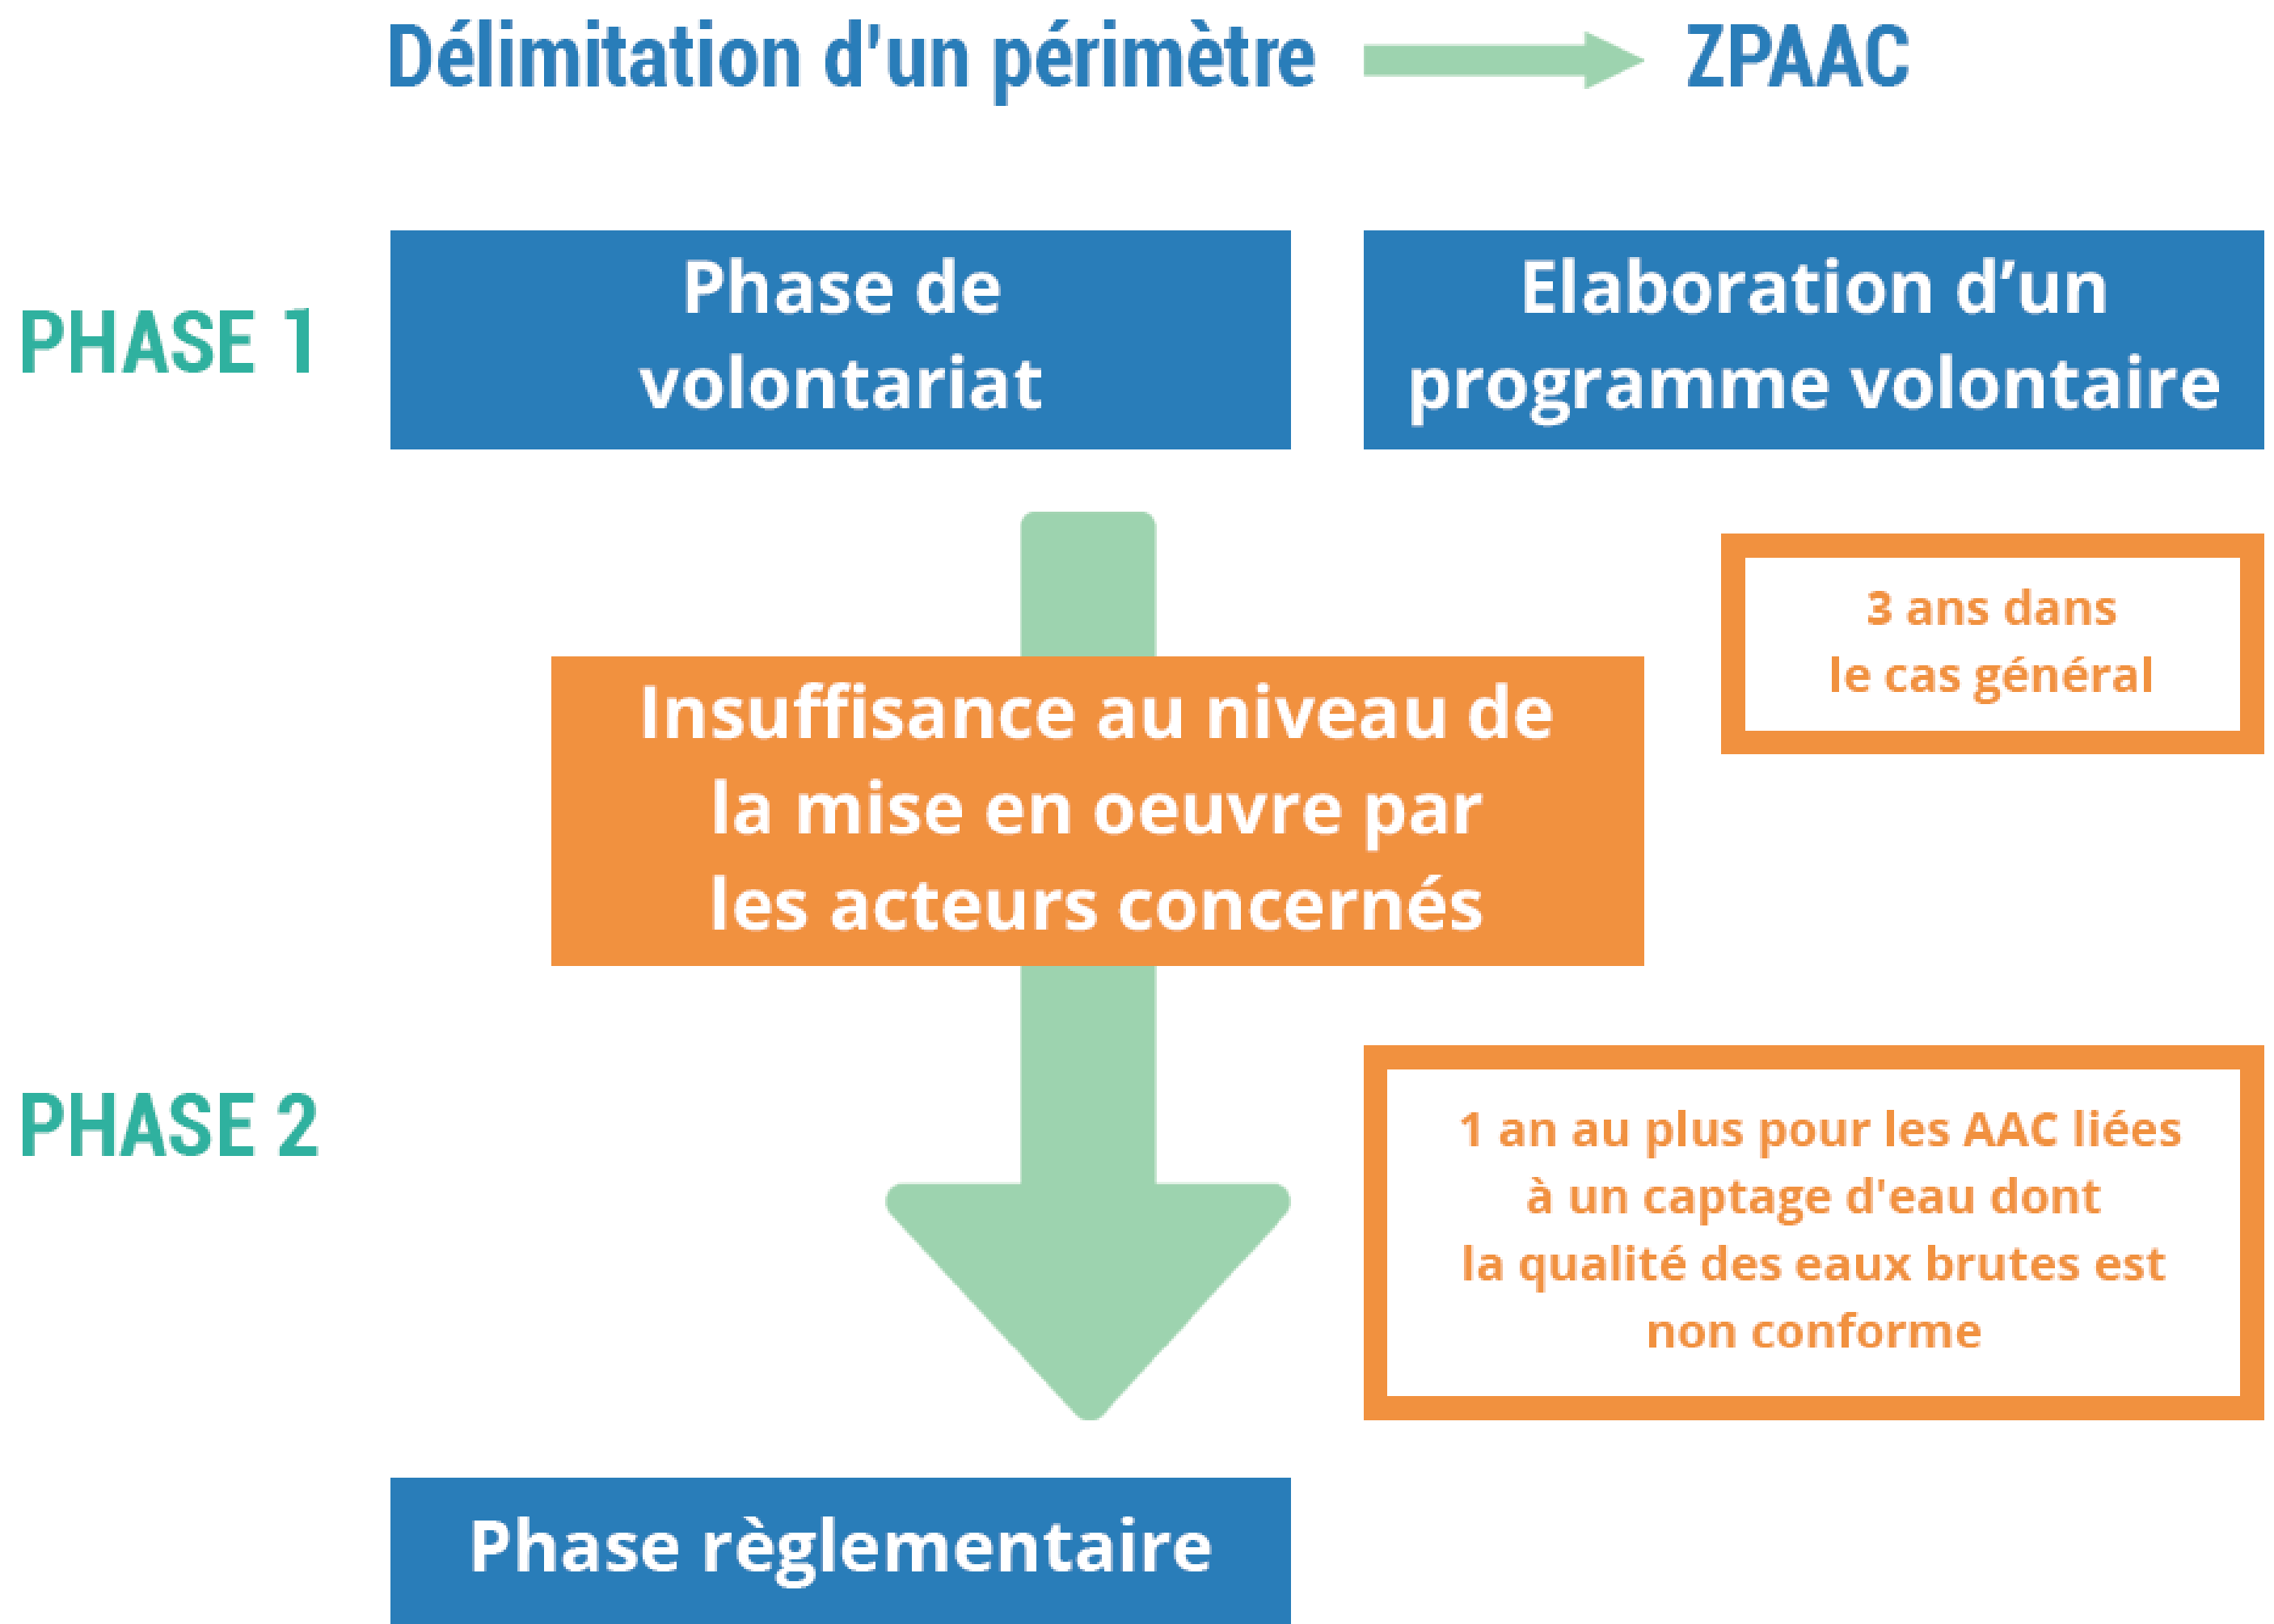 Délimitation d'un périmètre
ZPAAC
PHASE 1
Phase de
volontariat
Elaboration d’un
programme volontaire
3 ans dans
le cas général
Insuffisance au niveau de
la mise en oeuvre par
les acteurs concernés
PHASE 2
1 an au plus pour les AAC liées
à un captage d'eau dont
la qualité des eaux brutes est
non conforme
Phase règlementaire